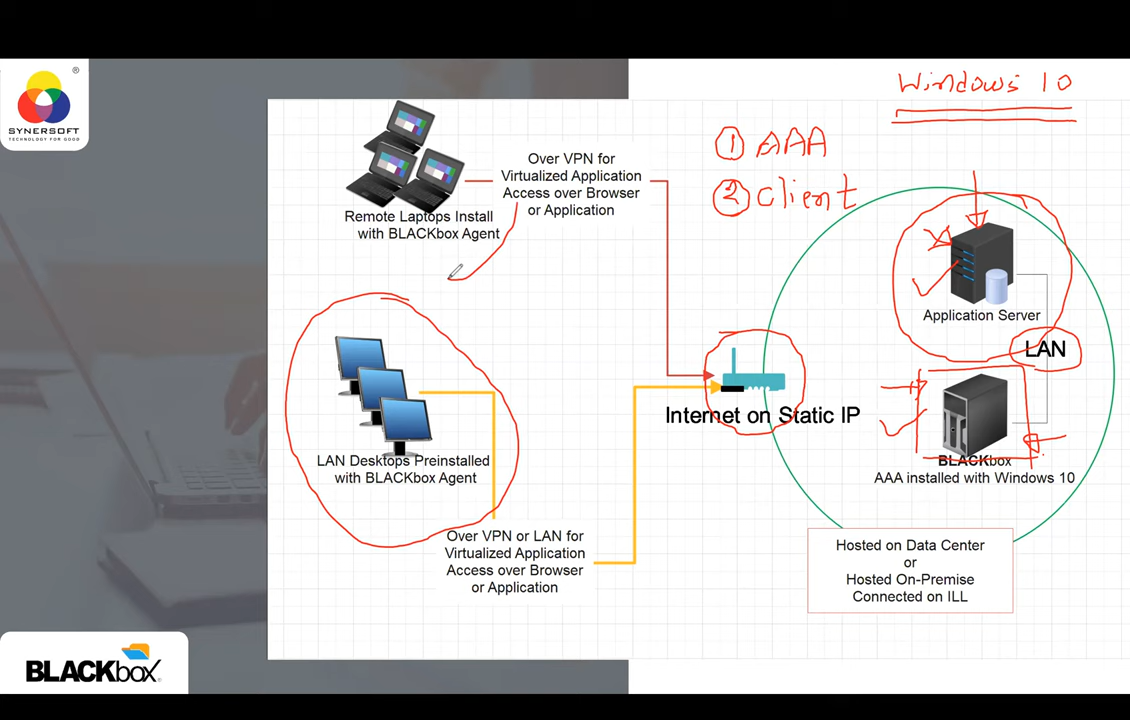 SYNERSOFT
TECHNOLOGY FOR GOOD
®
Windows 10
① AAA
② Client
Over VPN for
Virtualized Application
Access over Browser
or Application
Remote Laptops Install
with BLACKbox Agent
Application Server
LAN
Internet on Static IP
BLACKbox
AAA installed with Windows 10
LAN Desktops Preinstalled
with BLACKbox Agent
Over VPN or LAN for
Virtualized Application
Access over Browser
or Application
Hosted on Data Center
or
Hosted On-Premise
Connected on ILL
BLACKbox